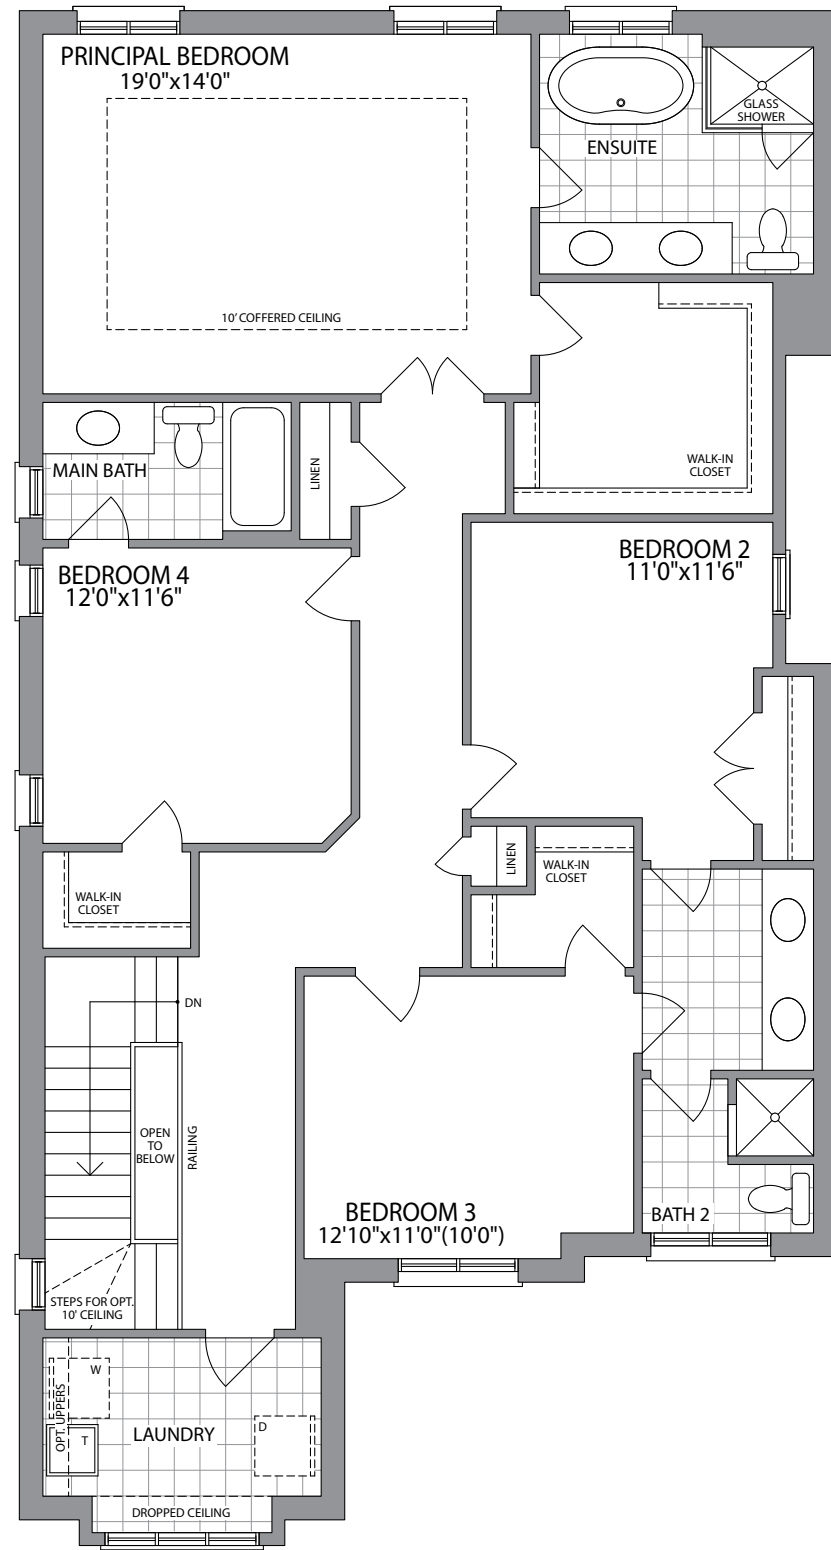 PRINCIPAL BEDROOM
19'0"x14'0"
10' COFFERED CEILING
GLASS
SHOWER
ENSUITE
WALK-IN
CLOSET
MAIN BATH
LINEN
BEDROOM 4
12'0"x11'6"
BEDROOM 2
11'0"x11'6"
LINEN
WALK-IN
CLOSET
WALK-IN
CLOSET
DN
OPEN
TO
BELOW
RAILING
BEDROOM 3
12'10"x11'0"(10'0")
BATH 2
STEPS FOR OPT.
10' CEILING
W
OPT. UPPERS
T
LAUNDRY
D
DROPPED CEILING